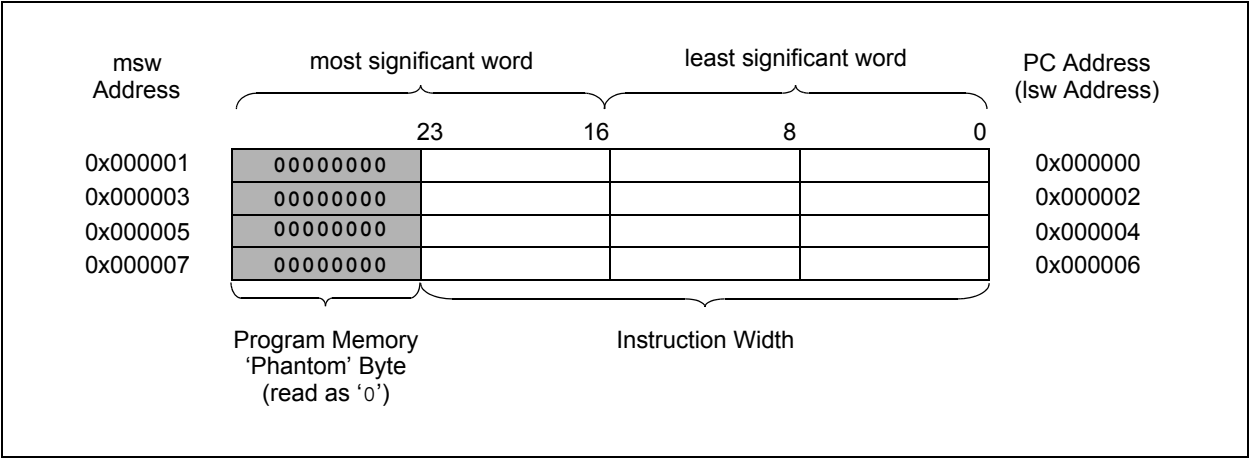 msw
Address
most significant word
least significant word
PC Address
(lsw Address)
23
16
8
0
0x000001
00000000
0x000000
0x000003
00000000
0x000002
0x000005
00000000
0x000004
0x000007
00000000
0x000006
Program Memory
‘Phantom’ Byte
(read as ‘0’)
Instruction Width